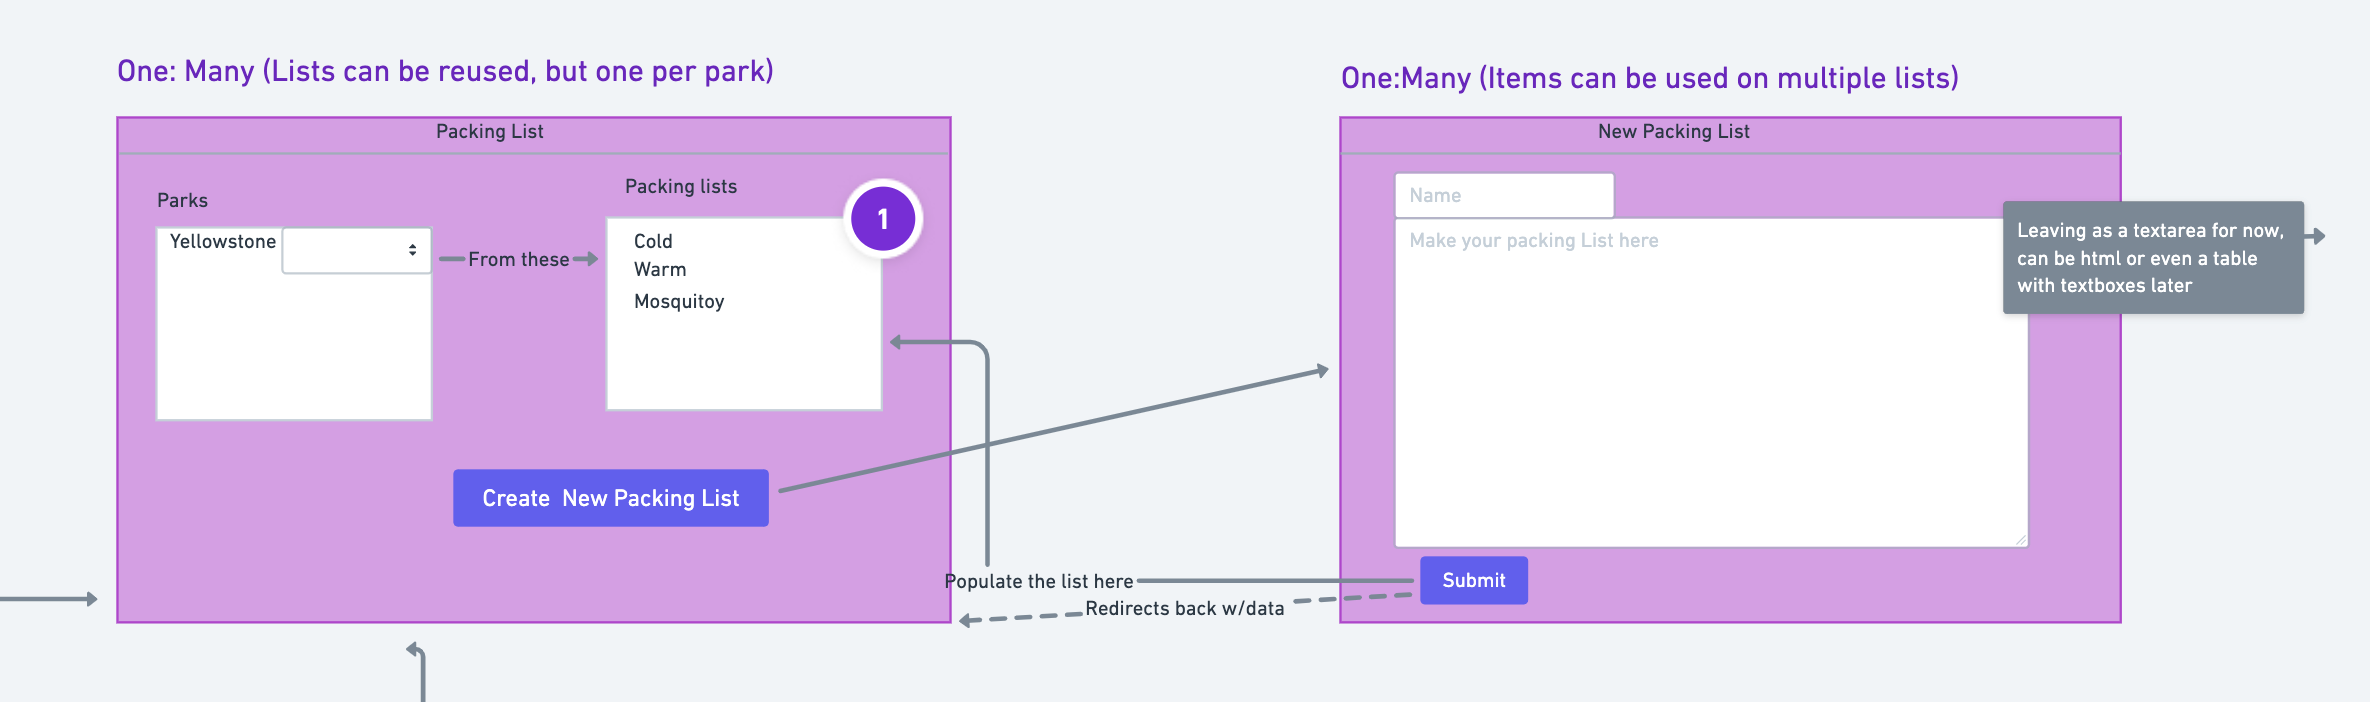 One: Many (Lists can be reused, but one per park)
Packing List
Parks
Yellowstone
From these
Packing lists
1
Cold
Warm
Mosquitoy
Create  New Packing List
Populate the list here
Redirects back w/data
One:Many (Items can be used on multiple lists)
New Packing List
Name
Make your packing List here
Leaving as a textarea for now,
can be html or even a table
with textboxes later
Submit